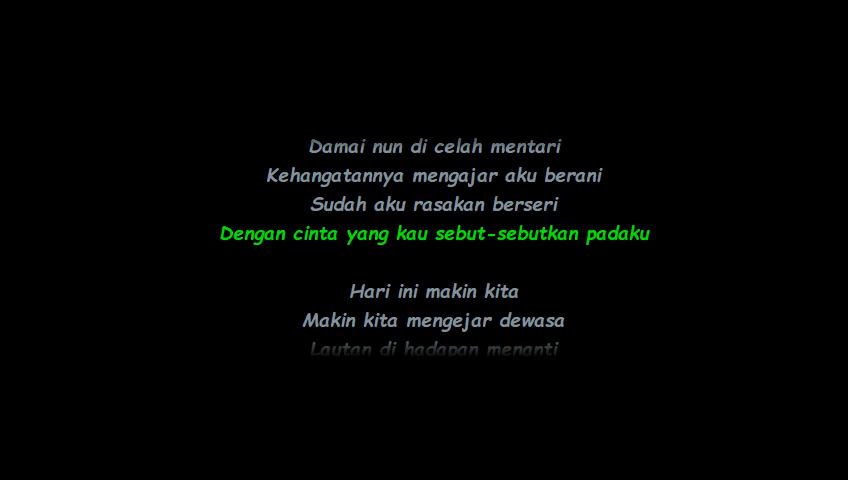 Damai nun di celah mentari
Kehangatannya mengajar aku berani
Sudah aku rasakan berseri
Dengan cinta yang kau sebut-sebutkan padaku
Hari ini makin kita
Makin kita mengejar dewasa
Lautan di hadapan menanti